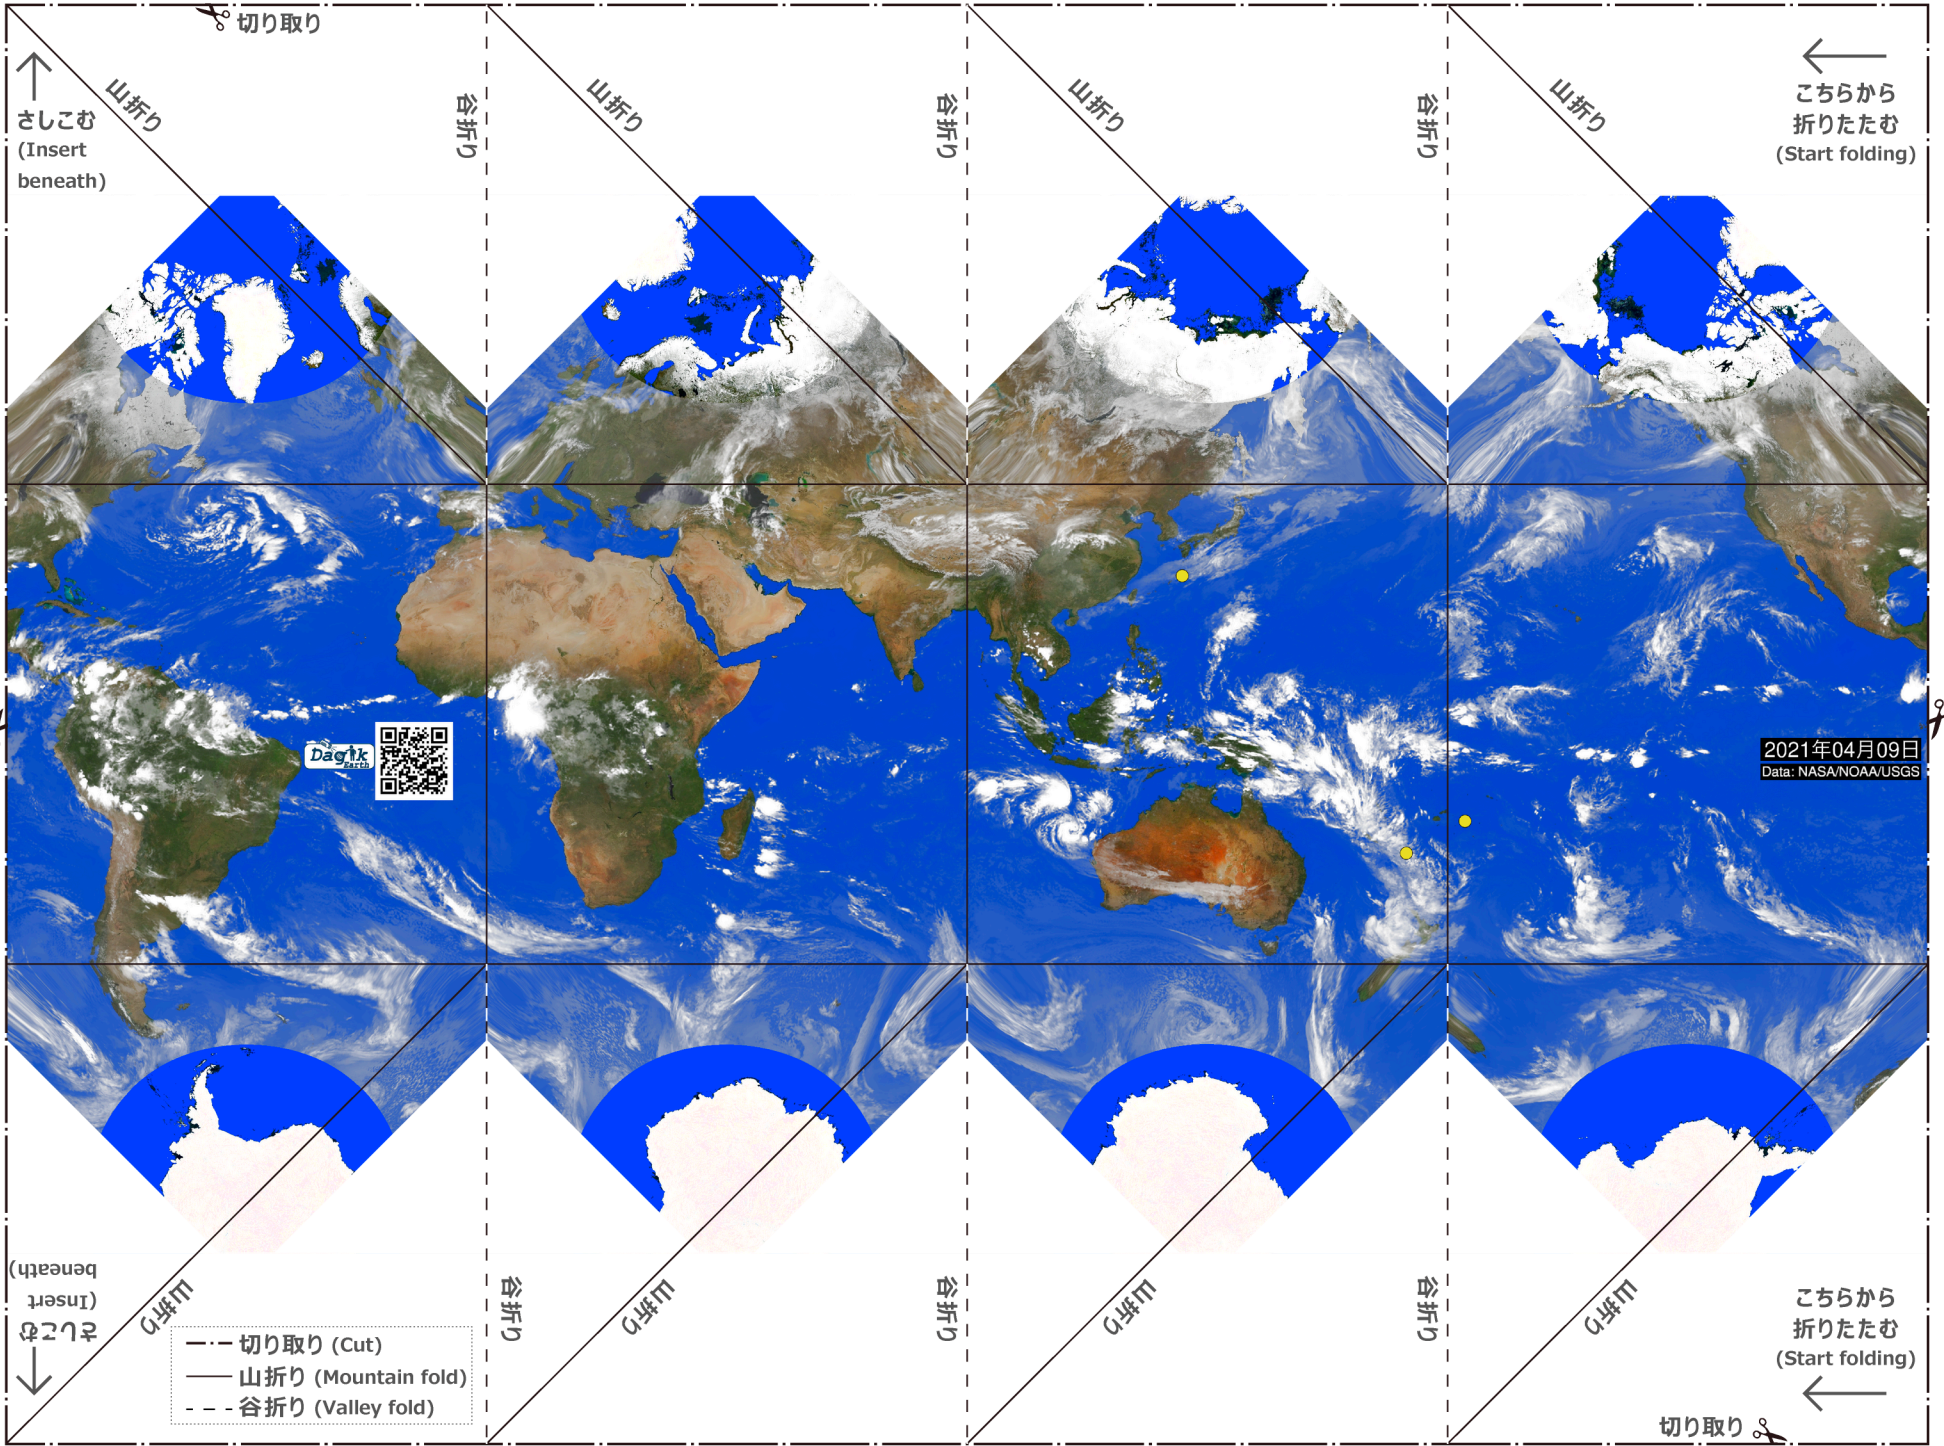 切り取り
さしこむ
(Insert
beneath)
山折り
谷折り
山折り
谷折り
山折り
谷折り
山折り
こちらから
折りたたむ
(Start folding)
Dagik
Earth
2021年04月09日
Data: NASA/NOAA/USGS
さしこむ
(Insert
beneath)
山折り
谷折り
山折り
谷折り
山折り
谷折り
山折り
こちらから
折りたたむ
(Start folding)
切り取り (Cut)
山折り (Mountain fold)
谷折り (Valley fold)
切り取り